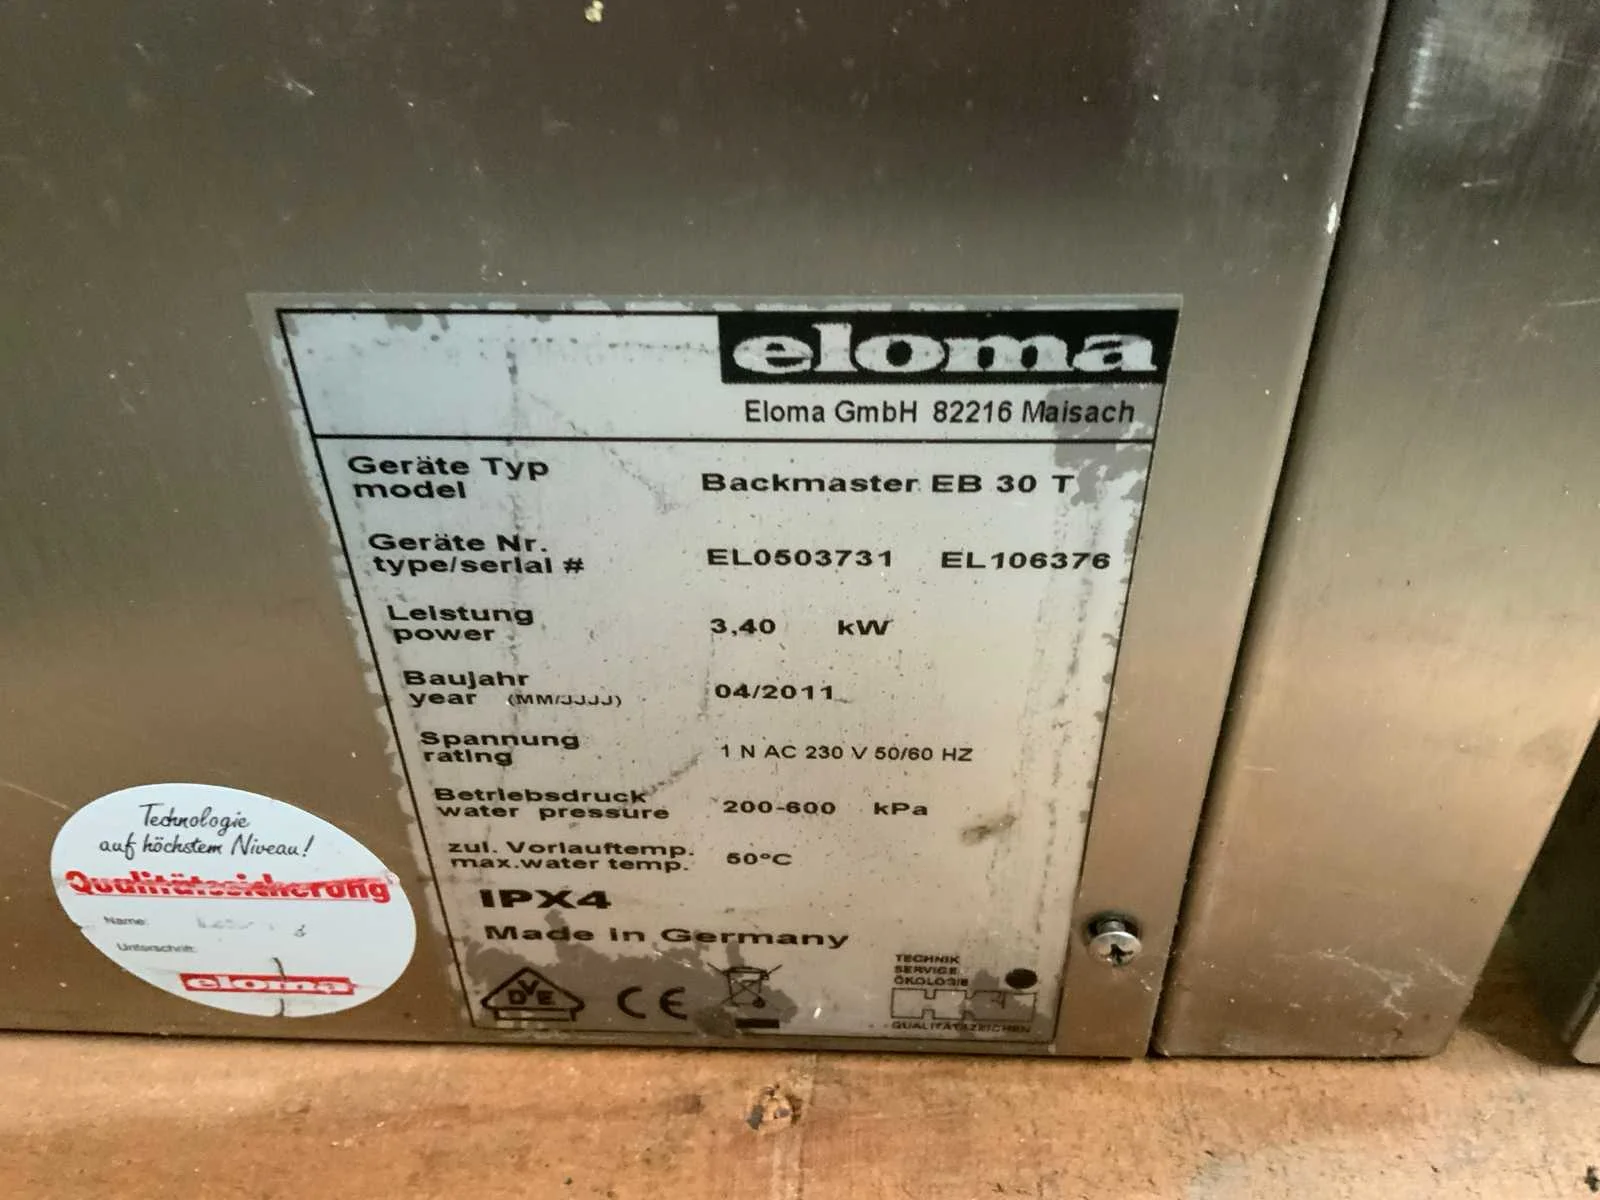 eloma
Eloma GmbH 82216 Maisach
Geräte Typ
model
Backmaster EB 30 T
Geräte Nr.
type/serial #
EL0503731 EL106376
Leistung
power
3,40 kW
Baujahr
year (MM/JJJJ)
04/2011
Spannung
rating
1 N AC 230 V 50/60 HZ
Betriebsdruck
water pressure
200-600 kPa
zul. Vorlauftemp.
max.water temp.
50°C
IPX4
Made in Germany
VDE
CE
TECHNIK
SERVICE
ÖKOLOGIE
HKI
QUALITÄTSZEICHEN
Technologie
auf höchstem Niveau!
Qualitätssicherung
Name:
Unterschrift:
eloma